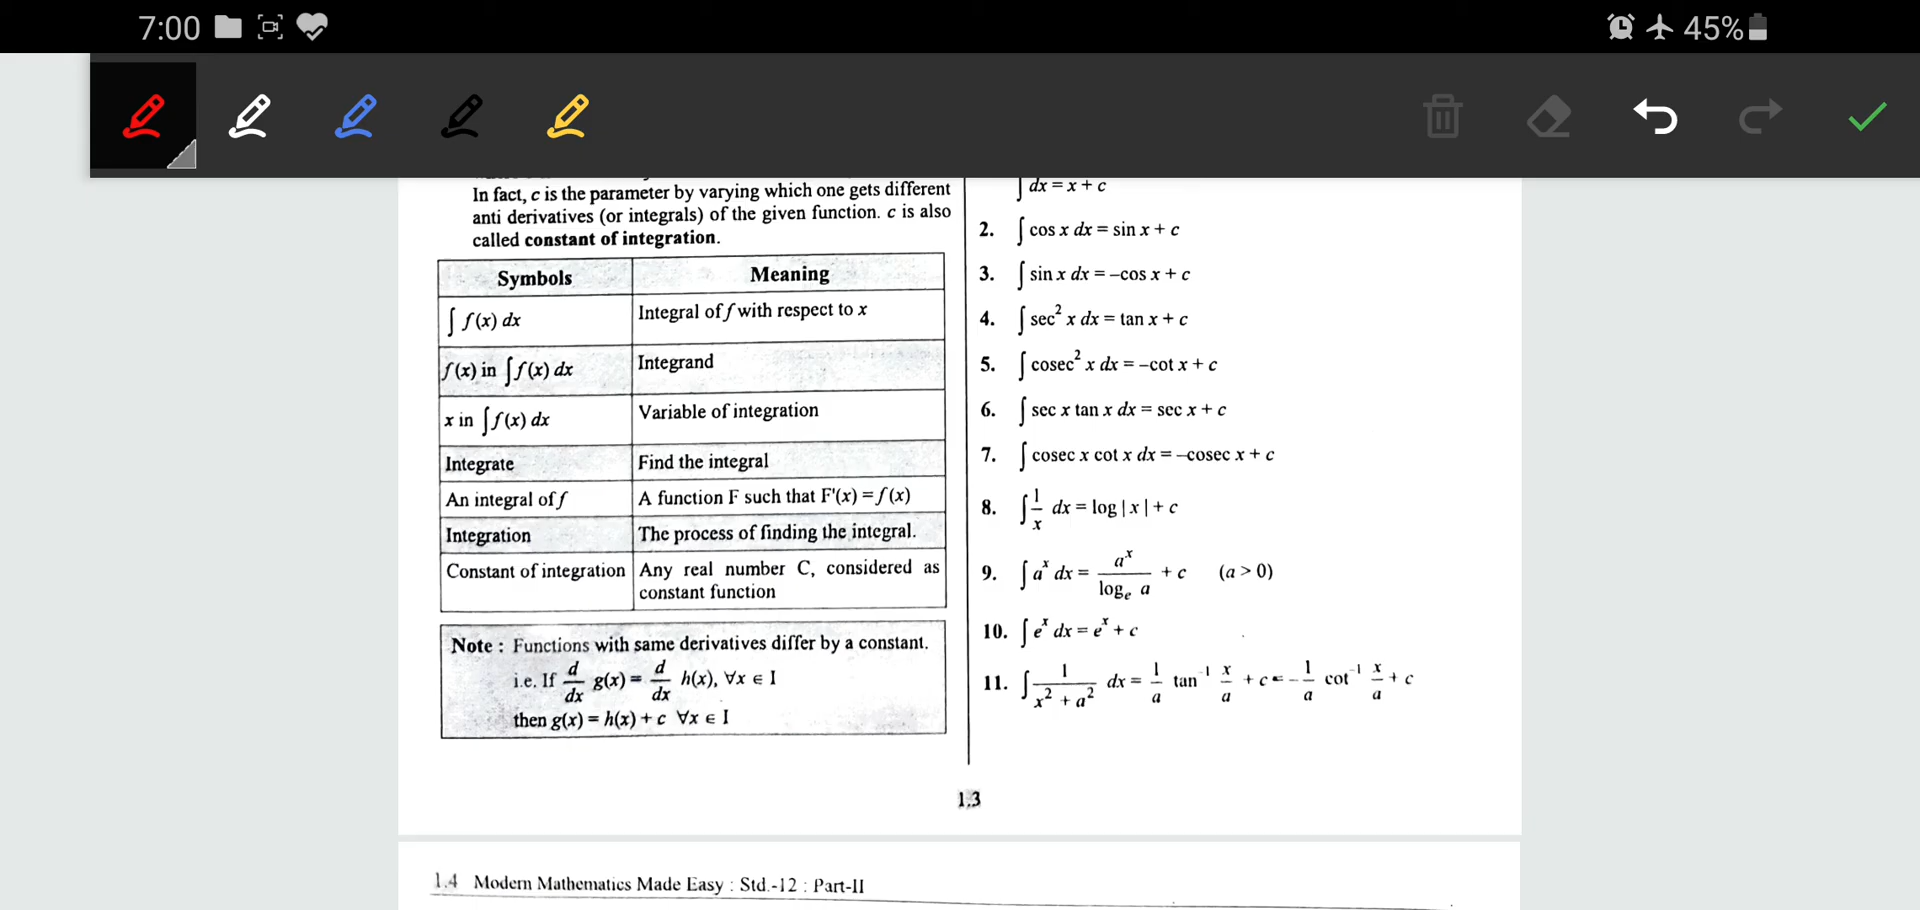 7:00
45%
In fact, c is the parameter by varying which one gets different
anti derivatives (or integrals) of the given function. c is also
called constant of integration.
Symbols Meaning
∫ f(x) dx Integral of f with respect to x
f(x) in ∫f(x) dx Integrand
x in ∫f(x) dx Variable of integration
Integrate Find the integral
An integral of f A function F such that F'(x) = f(x)
Integration The process of finding the integral.
Constant of integration Any real number C, considered as
constant function
Note : Functions with same derivatives differ by a constant.
i.e. If d/dx g(x) = d/dx h(x), ∀x ∈ I
then g(x) = h(x) + c ∀x ∈ I
∫ dx = x + c
2. ∫ cos x dx = sin x + c
3. ∫ sin x dx = –cos x + c
4. ∫ sec² x dx = tan x + c
5. ∫ cosec² x dx = –cot x + c
6. ∫ sec x tan x dx = sec x + c
7. ∫ cosec x cot x dx = –cosec x + c
8. ∫ 1/x dx = log | x | + c
9. ∫ aˣ dx = aˣ/logₑ a + c (a > 0)
10. ∫ eˣ dx = eˣ + c
11. ∫ 1/(x² + a²) dx = 1/a tan⁻¹ x/a + c = – 1/a cot⁻¹ x/a + c
1.3
1.4 Modern Mathematics Made Easy : Std.-12 : Part-II